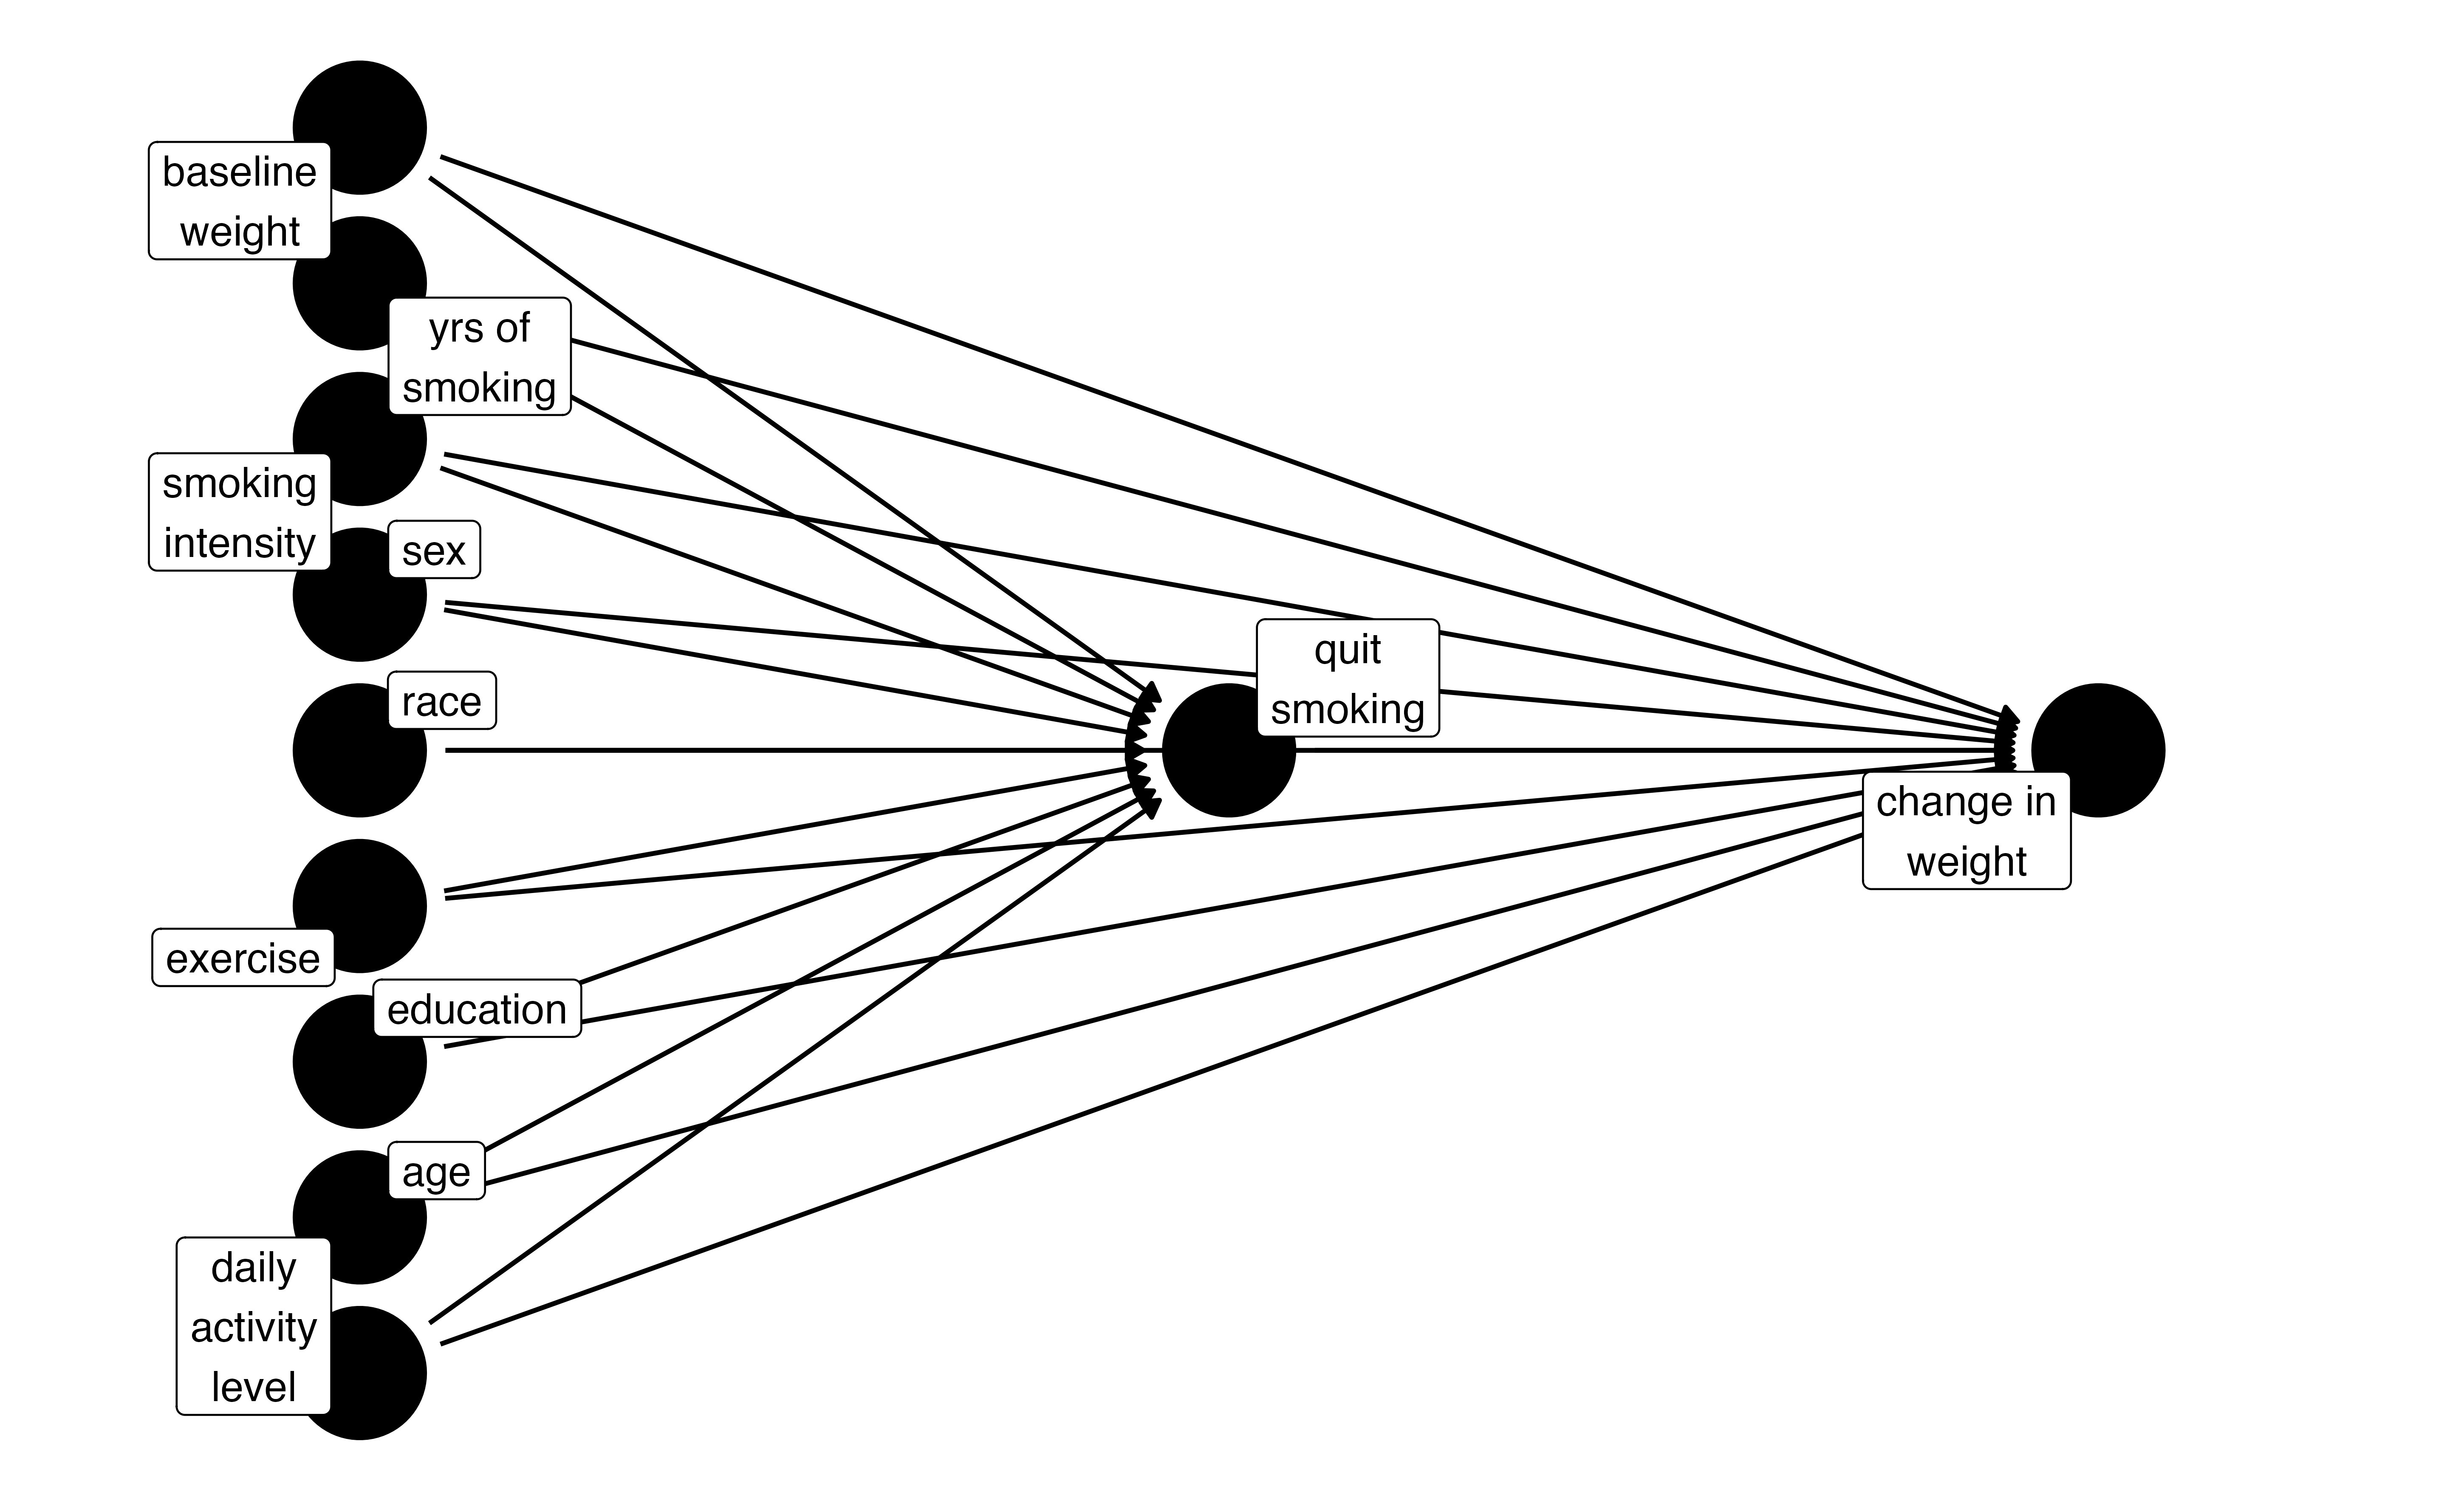 baseline
weight
yrs of
smoking
smoking
intensity
sex
race
exercise
education
age
daily
activity
level
quit
smoking
change in
weight